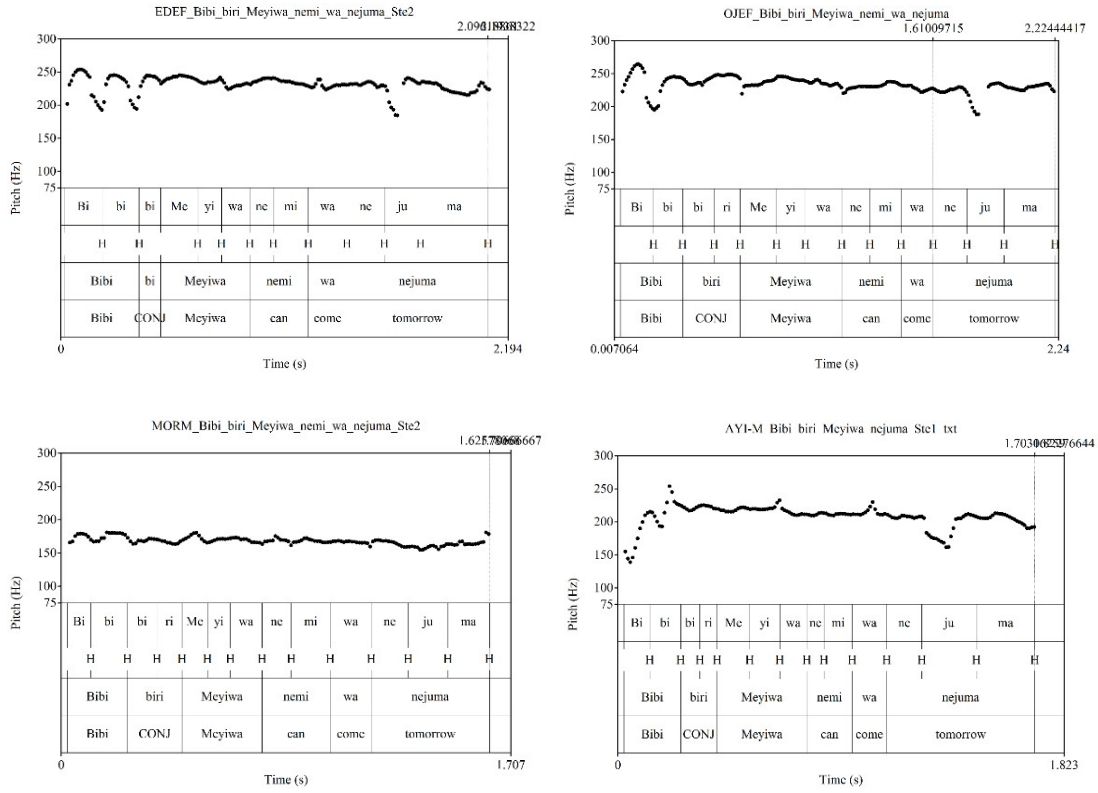 EDEF_Bibi_biri_Meyiwa_nemi_wa_nejuma_Ste2
300
250
200
150
100
75
Pitch (Hz)
Bi bi bi Me yi wa ne mi wa ne ju ma
H H H H H H H H H H H
Bibi bi Meyiwa nemi wa nejuma
Bibi CONJ Meyiwa can come tomorrow
0 2.194
Time (s)
OJEF_Bibi_biri_Meyiwa_nemi_wa_nejuma
1.61009715 2.22444417
300
250
200
150
100
75
Pitch (Hz)
Bi bi bi ri Me yi wa ne mi wa ne ju ma
H H H H H H H H H H H H H
Bibi biri Meyiwa nemi wa nejuma
Bibi CONJ Meyiwa can come tomorrow
0.007064 2.24
Time (s)
MORM_Bibi_biri_Meyiwa_nemi_wa_nejuma_Ste2
300
250
200
150
100
75
Pitch (Hz)
Bi bi bi ri Me yi wa ne mi wa ne ju ma
H H H H H H H H H H H H H
Bibi biri Meyiwa nemi wa nejuma
Bibi CONJ Meyiwa can come tomorrow
0 1.707
Time (s)
AYI-M_Bibi_biri_Meyiwa_nejuma_Ste1_txt
300
250
200
150
100
75
Pitch (Hz)
Bi bi bi ri Me yi wa ne mi wa ne ju ma
H H H H H H H H H H H H H
Bibi biri Meyiwa nemi wa nejuma
Bibi CONJ Meyiwa can come tomorrow
0 1.823
Time (s)